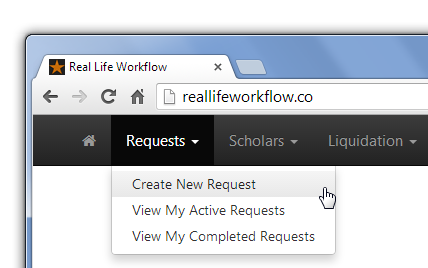 Real Life Workflow
reallifeworkflow.co
Requests Scholars Liquidation
Create New Request
View My Active Requests
View My Completed Requests